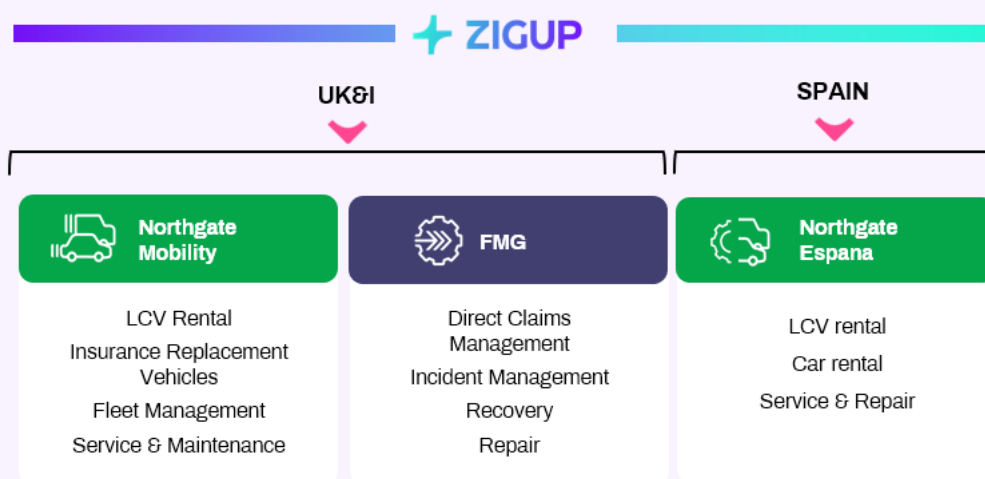 ZIGUP
UK&I
SPAIN
Northgate
Mobility
LCV Rental
Insurance Replacement
Vehicles
Fleet Management
Service & Maintenance
FMG
Direct Claims
Management
Incident Management
Recovery
Repair
Northgate
Espana
LCV rental
Car rental
Service & Repair